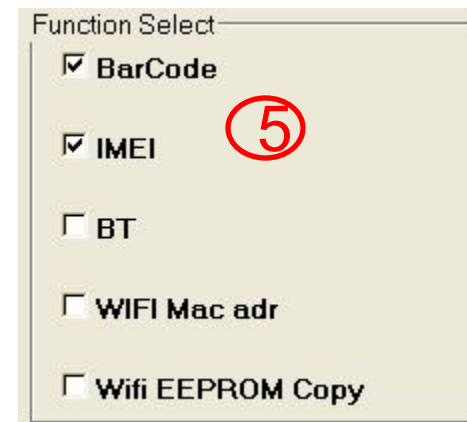 Function Select
BarCode
5
IMEI
BT
WIFI Mac adr
Wifi EEPROM Copy